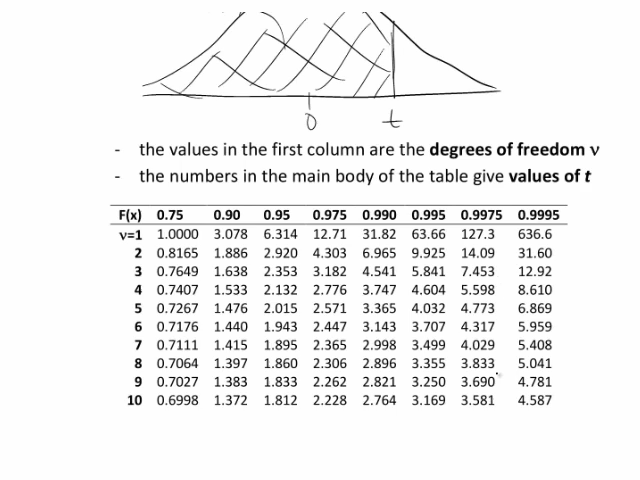 0 t
- the values in the first column are the degrees of freedom ν
- the numbers in the main body of the table give values of t
F(x) 0.75 0.90 0.95 0.975 0.990 0.995 0.9975 0.9995
ν=1 1.0000 3.078 6.314 12.71 31.82 63.66 127.3 636.6
2 0.8165 1.886 2.920 4.303 6.965 9.925 14.09 31.60
3 0.7649 1.638 2.353 3.182 4.541 5.841 7.453 12.92
4 0.7407 1.533 2.132 2.776 3.747 4.604 5.598 8.610
5 0.7267 1.476 2.015 2.571 3.365 4.032 4.773 6.869
6 0.7176 1.440 1.943 2.447 3.143 3.707 4.317 5.959
7 0.7111 1.415 1.895 2.365 2.998 3.499 4.029 5.408
8 0.7064 1.397 1.860 2.306 2.896 3.355 3.833 5.041
9 0.7027 1.383 1.833 2.262 2.821 3.250 3.690 4.781
10 0.6998 1.372 1.812 2.228 2.764 3.169 3.581 4.587